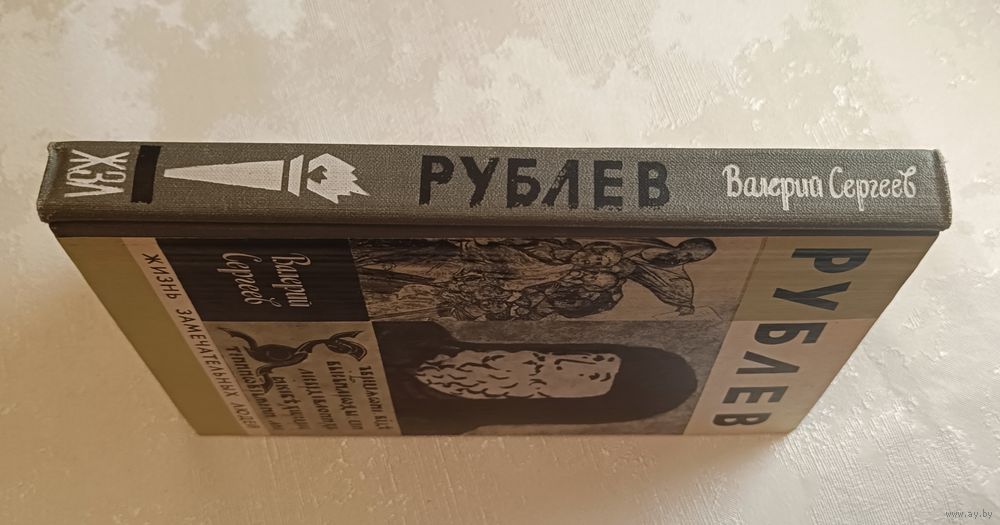 ЖЗЛ
РУБЛЕВ
Валерий Сергеев
РУБЛЕВ
Валерий
Сергеев
ЖИЗНЬ ЗАМЕЧАТЕЛЬНЫХ ЛЮДЕЙ
www.ay.by